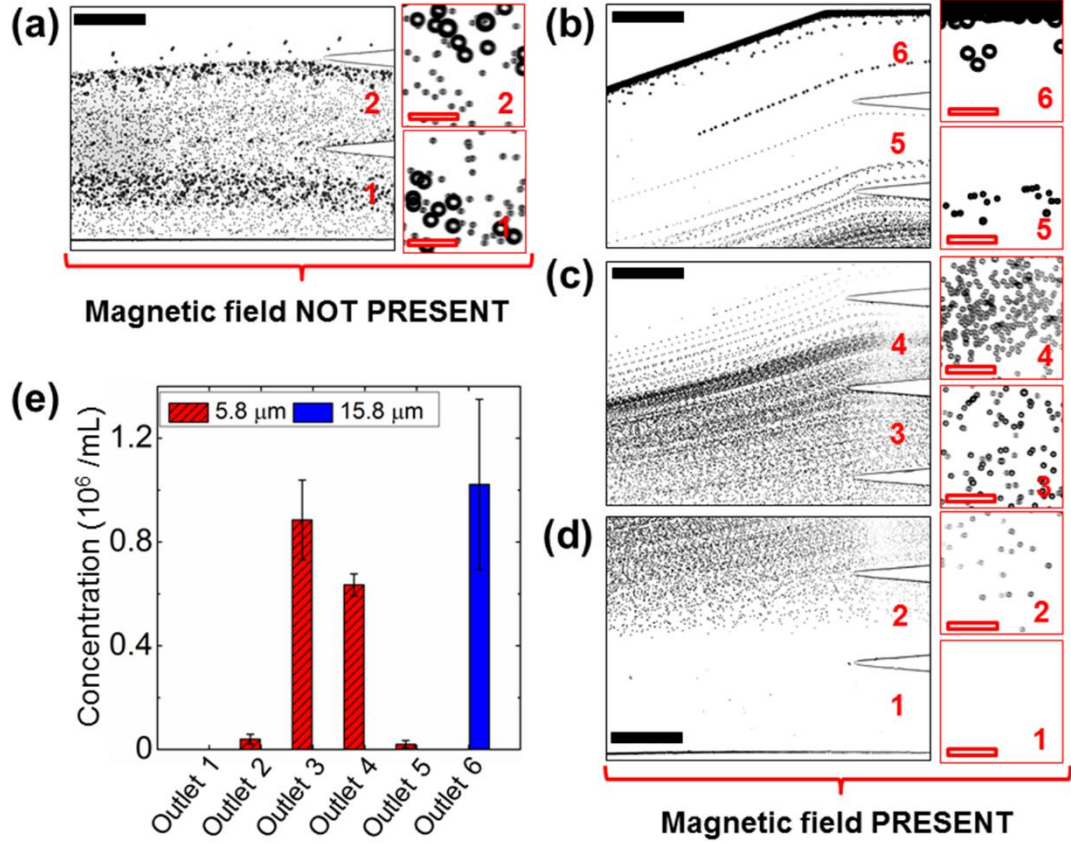 (a)
2
1
2
1
Magnetic field NOT PRESENT
(b)
6
5
6
5
(c)
4
3
4
3
(d)
2
1
2
1
Magnetic field PRESENT
(e)
5.8 μm
15.8 μm
Concentration (10⁶ /mL)
1.2
0.8
0.4
0
Outlet 1
Outlet 2
Outlet 3
Outlet 4
Outlet 5
Outlet 6